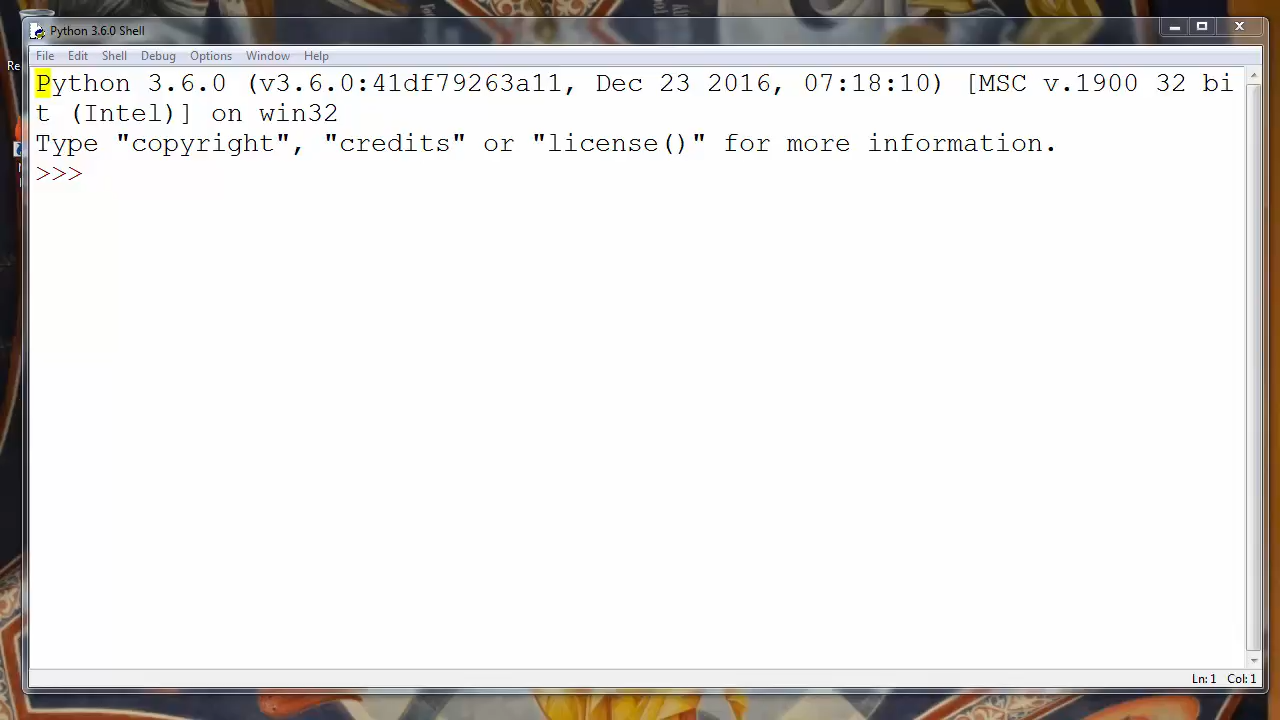 Python 3.6.0 Shell
File Edit Shell Debug Options Window Help
Python 3.6.0 (v3.6.0:41df79263a11, Dec 23 2016, 07:18:10) [MSC v.1900 32 bi
t (Intel)] on win32
Type "copyright", "credits" or "license()" for more information.
>>>
Re
Ln: 1 Col: 1